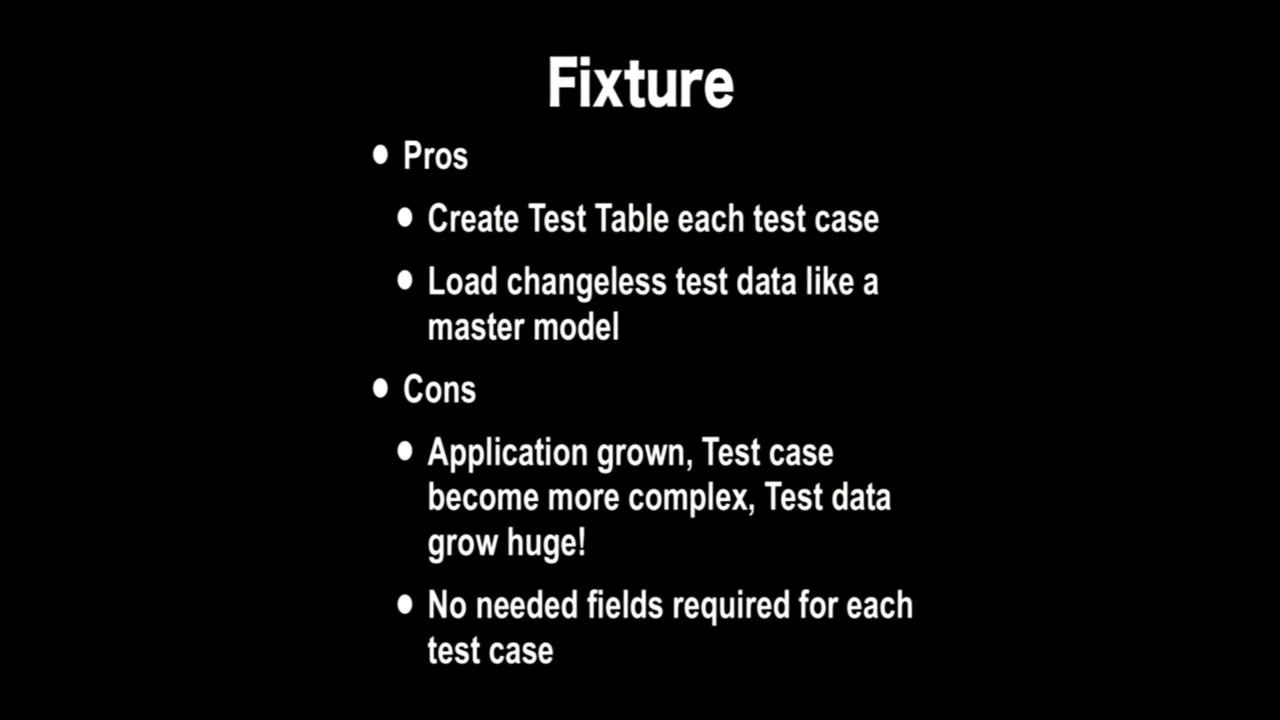 Fixture
• Pros
• Create Test Table each test case
• Load changeless test data like a
master model
• Cons
• Application grown, Test case
become more complex, Test data
grow huge!
• No needed fields required for each
test case